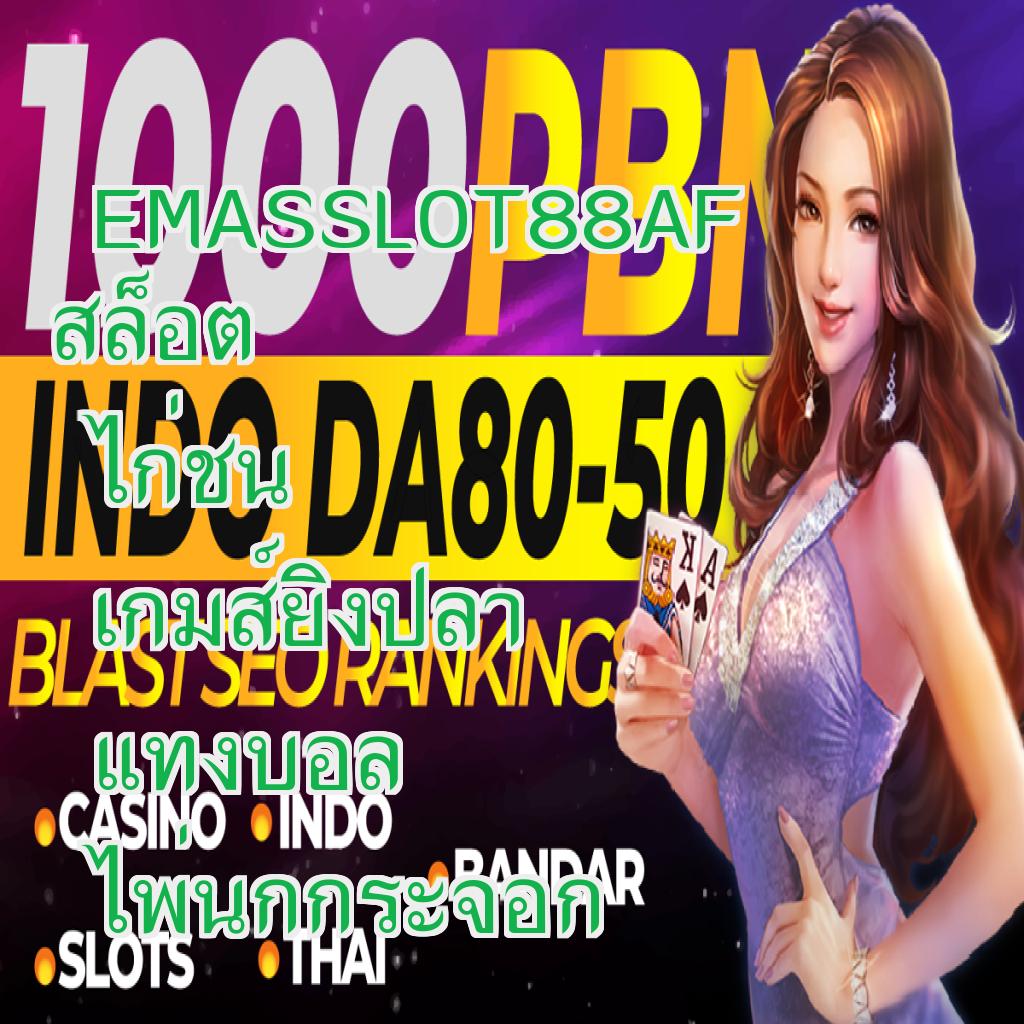 1000 PBN
EMASSLOT88AF
สล็อต
INDO DA80-50
ไก่ชน
เกมส์ยิงปลา
BLAST SEO RANKINGS
แทงบอล
CASINO
INDO
BANDAR
ไพ่นกกระจอก
SLOTS
THAI
K
A